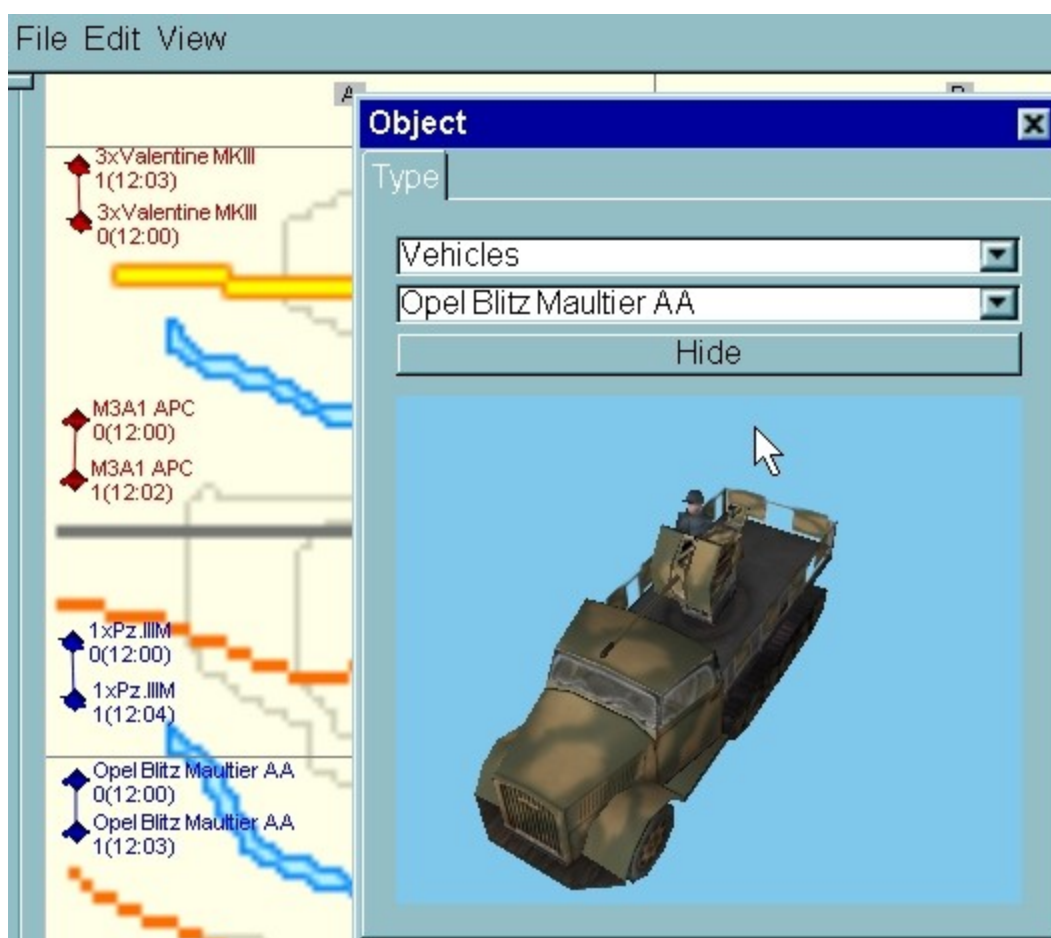 File Edit View
A
Object
Type
Vehicles
Opel Blitz Maultier AA
Hide
3xValentine MKIII
1(12:03)
3xValentine MKIII
0(12:00)
M3A1 APC
0(12:00)
M3A1 APC
1(12:02)
1xPz.IIIM
0(12:00)
1xPz.IIIM
1(12:04)
Opel Blitz Maultier AA
0(12:00)
Opel Blitz Maultier AA
1(12:03)